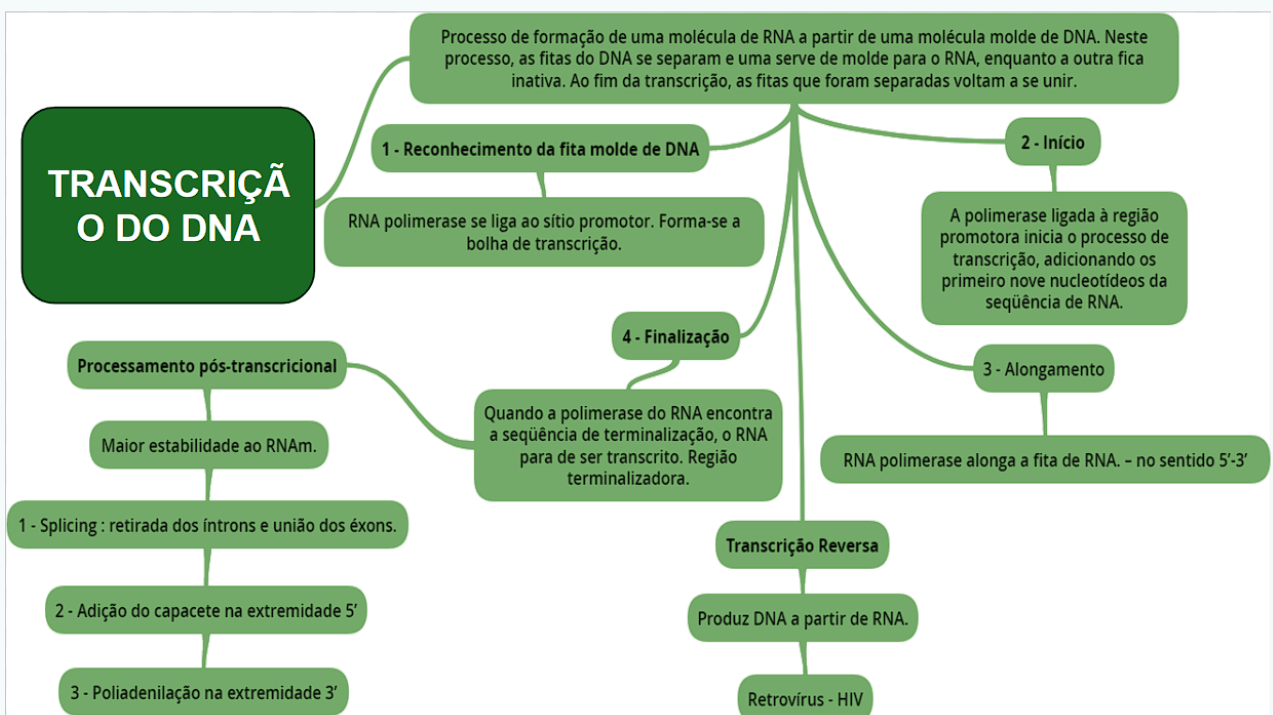 TRANSCRIÇÃ
O DO DNA
Processo de formação de uma molécula de RNA a partir de uma molécula molde de DNA. Neste
processo, as fitas do DNA se separam e uma serve de molde para o RNA, enquanto a outra fica
inativa. Ao fim da transcrição, as fitas que foram separadas voltam a se unir.
1 - Reconhecimento da fita molde de DNA
RNA polimerase se liga ao sítio promotor. Forma-se a
bolha de transcrição.
2 - Início
A polimerase ligada à região
promotora inicia o processo de
transcrição, adicionando os
primeiro nove nucleotídeos da
seqüência de RNA.
3 - Alongamento
RNA polimerase alonga a fita de RNA. – no sentido 5’-3’
4 - Finalização
Quando a polimerase do RNA encontra
a seqüência de terminalização, o RNA
para de ser transcrito. Região
terminalizadora.
Processamento pós-transcricional
Maior estabilidade ao RNAm.
1 - Splicing : retirada dos íntrons e união dos éxons.
2 - Adição do capacete na extremidade 5’
3 - Poliadenilação na extremidade 3’
Transcrição Reversa
Produz DNA a partir de RNA.
Retrovírus - HIV